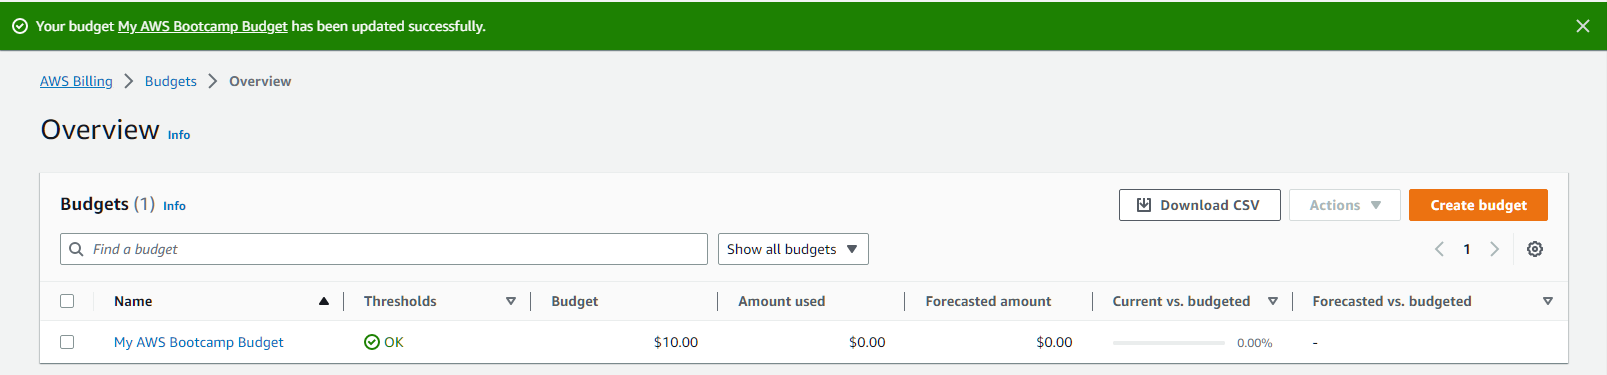 Your budget My AWS Bootcamp Budget has been updated successfully.
AWS Billing > Budgets > Overview
Overview Info
Budgets (1) Info
Download CSV
Actions
Create budget
Find a budget
Show all budgets
1
Name Thresholds Budget Amount used Forecasted amount Current vs. budgeted Forecasted vs. budgeted
My AWS Bootcamp Budget OK $10.00 $0.00 $0.00 0.00% -